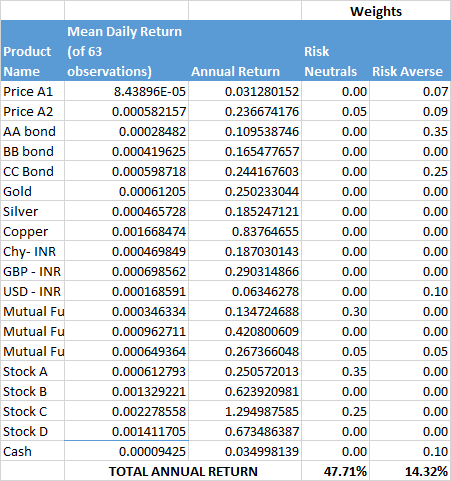 Weights
Product Name Mean Daily Return (of 63 observations) Annual Return Risk Neutrals Risk Averse
Price A1 8.43896E-05 0.031280152 0.00 0.07
Price A2 0.000582157 0.236674176 0.05 0.09
AA bond 0.00028482 0.109538746 0.00 0.35
BB bond 0.000419625 0.165477657 0.00 0.00
CC Bond 0.000598718 0.244167603 0.00 0.25
Gold 0.00061205 0.250233044 0.00 0.00
Silver 0.000465728 0.185247121 0.00 0.00
Copper 0.001668474 0.83764655 0.00 0.00
Chy- INR 0.000469849 0.187030143 0.00 0.00
GBP - INR 0.000698562 0.290314866 0.00 0.00
USD - INR 0.000168591 0.06346278 0.00 0.10
Mutual Fu 0.000346334 0.134724688 0.30 0.00
Mutual Fu 0.000962711 0.420800609 0.00 0.00
Mutual Fu 0.000649364 0.267366048 0.05 0.05
Stock A 0.000612793 0.250572013 0.35 0.00
Stock B 0.001329221 0.623920981 0.00 0.00
Stock C 0.002278558 1.294987585 0.25 0.00
Stock D 0.001411705 0.673486387 0.00 0.00
Cash 0.00009425 0.034998139 0.00 0.10
TOTAL ANNUAL RETURN 47.71% 14.32%